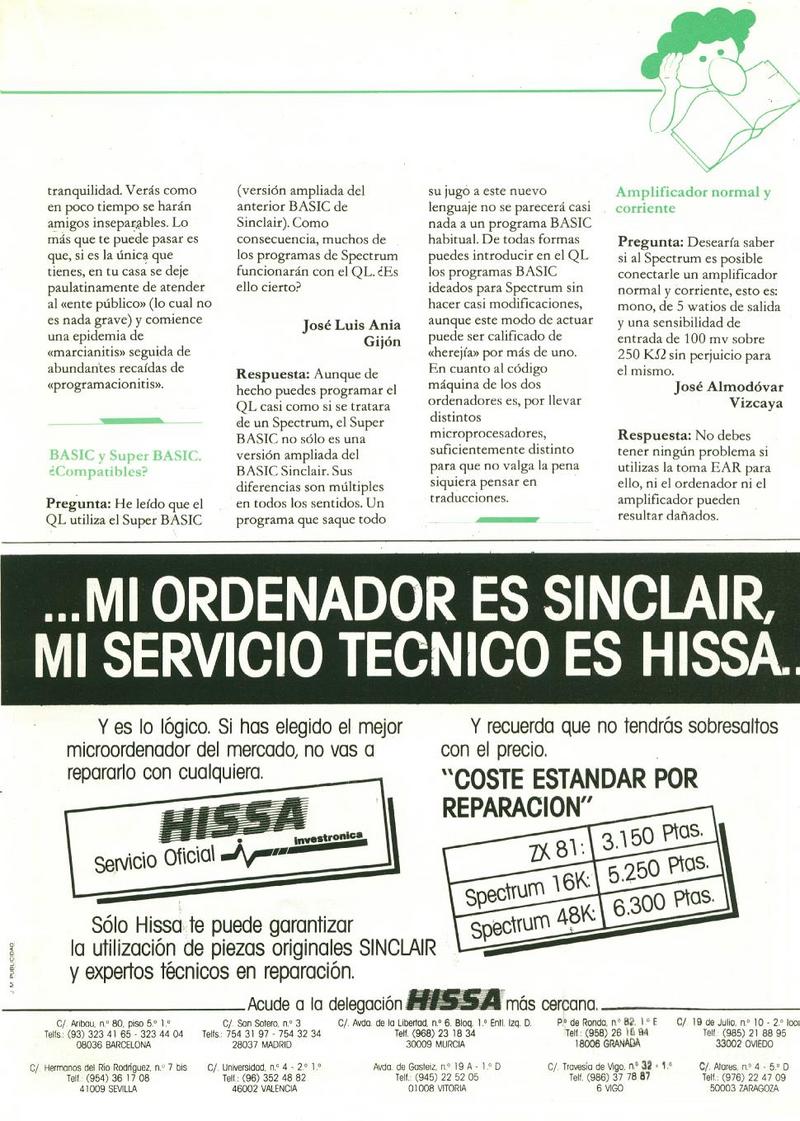 tranquilidad. Verás como
en poco tiempo se harán
amigos inseparables. Lo
más que te puede pasar es
que, si es la única que
tienes, en tu casa se deje
paulatinamente de atender
al «ente público» (lo cual no
es nada grave) y comience
una epidemia de
«marcianitis» seguida de
abundantes recaídas de
«programacionitis».
BASIC y Super BASIC.
¿Compatibles?
Pregunta: He leído que el
QL utiliza el Super BASIC
(versión ampliada del
anterior BASIC de
Sinclair). Como
consecuencia, muchos de
los programas de Spectrum
funcionarán con el QL. ¿Es
ello cierto?
José Luis Ania
Gijón
Respuesta: Aunque de
hecho puedes programar el
QL casi como si se tratara
de un Spectrum, el Super
BASIC no sólo es una
versión ampliada del
BASIC Sinclair. Sus
diferencias son múltiples
en todos los sentidos. Un
programa que saque todo
su jugo a este nuevo
lenguaje no se parecerá casi
nada a un programa BASIC
habitual. De todas formas
puedes introducir en el QL
los programas BASIC
ideados para Spectrum sin
hacer casi modificaciones,
aunque este modo de actuar
puede ser calificado de
«herejía» por más de uno.
En cuanto al código
máquina de los dos
ordenadores es, por llevar
distintos
microprocesadores,
suficientemente distinto
para que no valga la pena
siquiera pensar en
traducciones.
Amplificador normal y
corriente
Pregunta: Desearía saber
si al Spectrum es posible
conectarle un amplificador
normal y corriente, esto es:
mono, de 5 watios de salida
y una sensibilidad de
entrada de 100 mv sobre
250 KΩ sin perjuicio para
el mismo.
José Almodóvar
Vizcaya
Respuesta: No debes
tener ningún problema si
utilizas la toma EAR para
ello, ni el ordenador ni el
amplificador pueden
resultar dañados.
...MI ORDENADOR ES SINCLAIR,
MI SERVICIO TECNICO ES HISSA..
Y es lo lógico. Si has elegido el mejor
microordenador del mercado, no vas a
repararlo con cualquiera.
HISSA
Servicio Oficial investronica
Sólo Hissa te puede garantizar
la utilización de piezas originales SINCLAIR
y expertos técnicos en reparación.
Y recuerda que no tendrás sobresaltos
con el precio.
"COSTE ESTANDAR POR
REPARACION"
ZX 81: 3.150 Ptas.
Spectrum 16K: 5.250 Ptas.
Spectrum 48K: 6.300 Ptas.
J. M. PUBLICIDAD
Acude a la delegación HISSA más cercana.
C/. Aribau, n.º 80, piso 5.º 1.ª
Telfs.: (93) 323 41 65 - 323 44 04
08036 BARCELONA
C/. San Sotero, n.º 3
Telfs.: 754 31 97 - 754 32 34
28037 MADRID
C/. Avda. de la Libertad, n.º 6. Bloq. 1.º Entl. Izq. D.
Telf.: (968) 23 18 34
30009 MURCIA
P.º de Ronda, n.º 82, 1.º E
Telf.: (958) 26 15 94
18006 GRANADA
C/. 19 de Julio, n.º 10 - 2.º loca
Telf.: (985) 21 88 95
33002 OVIEDO
C/. Hermanos del Río Rodríguez, n.º 7 bis
Telf.: (954) 36 17 08
41009 SEVILLA
C/. Universidad, n.º 4 - 2.º 1.ª
Telf.: (96) 352 48 82
46002 VALENCIA
Avda. de Gasteiz, n.º 19 A - 1.º D
Telf.: (945) 22 52 05
01008 VITORIA
C/. Travesía de Vigo, n.º 32 - 1.º
Telf.: (986) 37 78 87
6 VIGO
C/. Atares, n.º 4 - 5.º D
Telf.: (976) 22 47 09
50003 ZARAGOZA